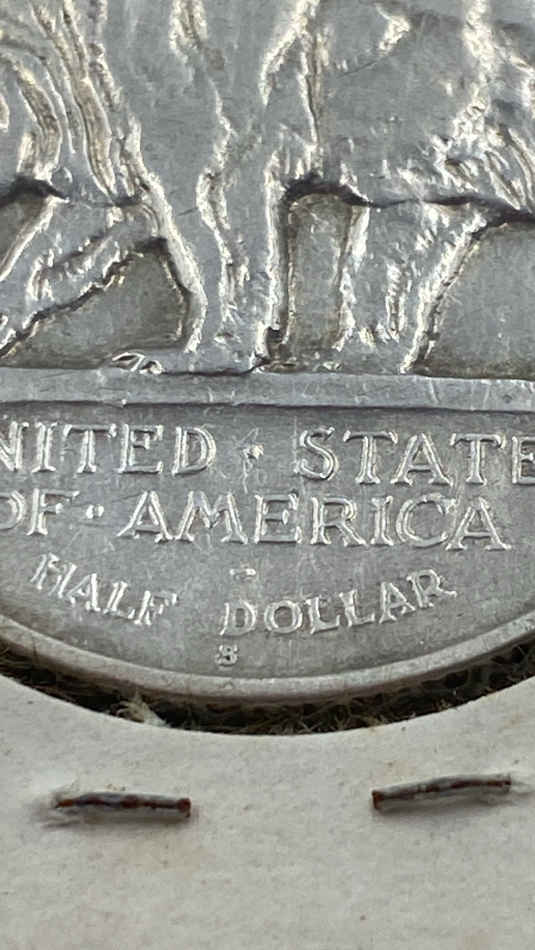 NITED · STATE
OF · AMERICA
HALF DOLLAR
S